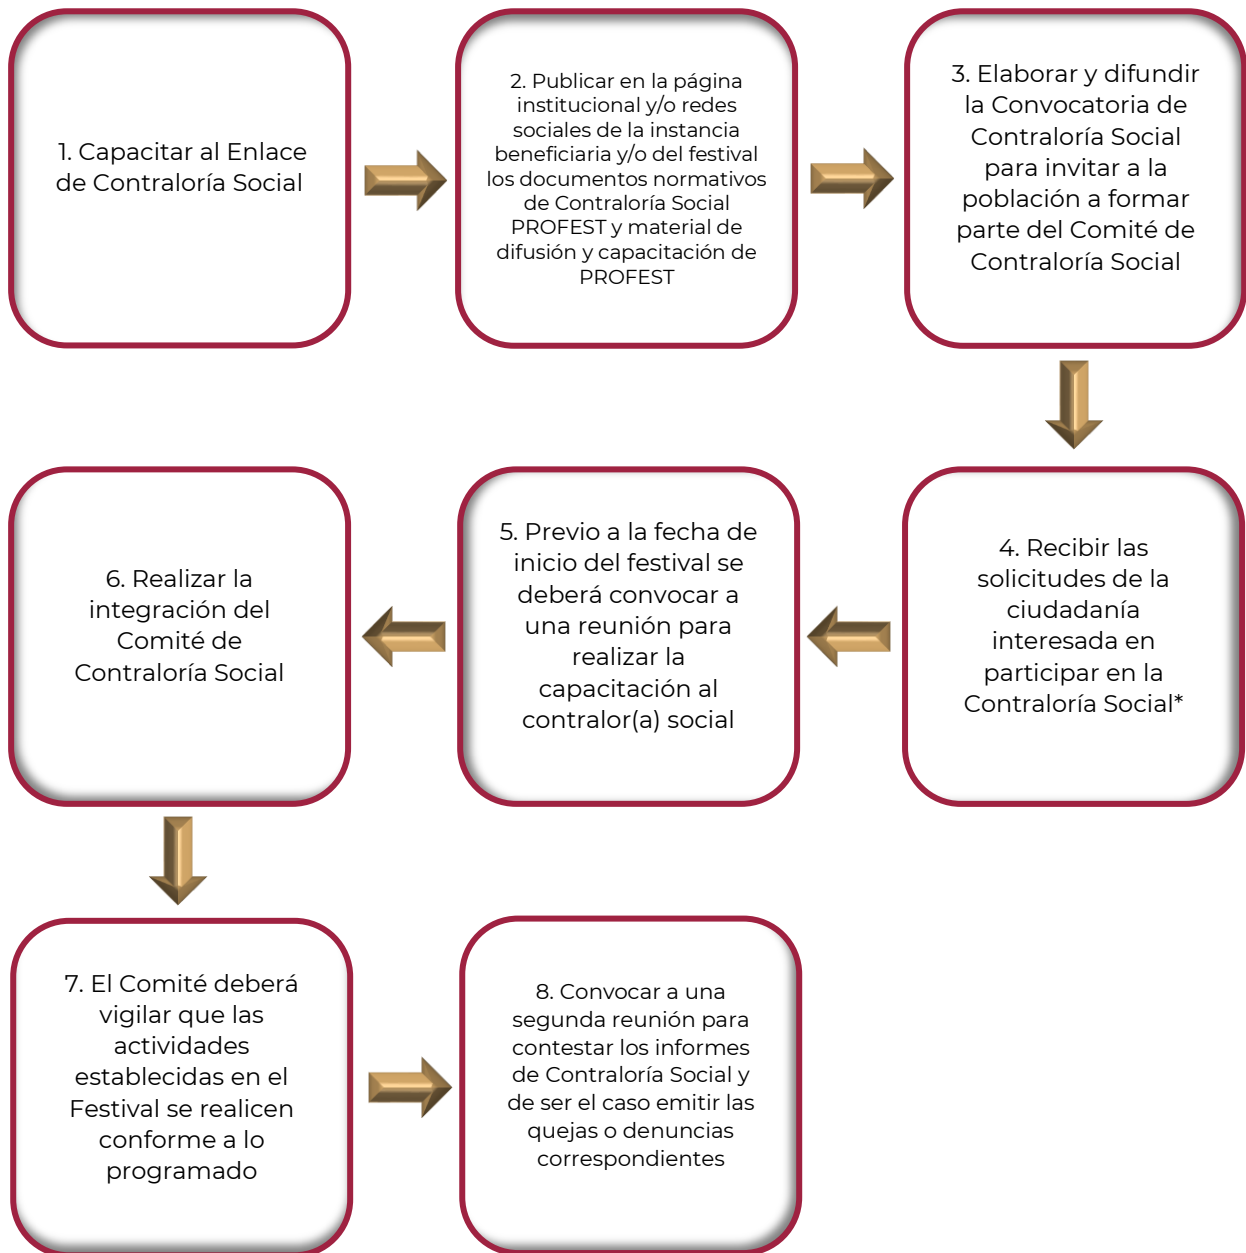 1. Capacitar al Enlace
de Contraloría Social
2. Publicar en la página
institucional y/o redes
sociales de la instancia
beneficiaria y/o del festival
los documentos normativos
de Contraloría Social
PROFEST y material de
difusión y capacitación de
PROFEST
3. Elaborar y difundir
la Convocatoria de
Contraloría Social
para invitar a la
población a formar
parte del Comité de
Contraloría Social
4. Recibir las
solicitudes de la
ciudadanía
interesada en
participar en la
Contraloría Social*
5. Previo a la fecha de
inicio del festival se
deberá convocar a
una reunión para
realizar la
capacitación al
contralor(a) social
6. Realizar la
integración del
Comité de
Contraloría Social
7. El Comité deberá
vigilar que las
actividades
establecidas en el
Festival se realicen
conforme a lo
programado
8. Convocar a una
segunda reunión para
contestar los informes
de Contraloría Social y
de ser el caso emitir las
quejas o denuncias
correspondientes